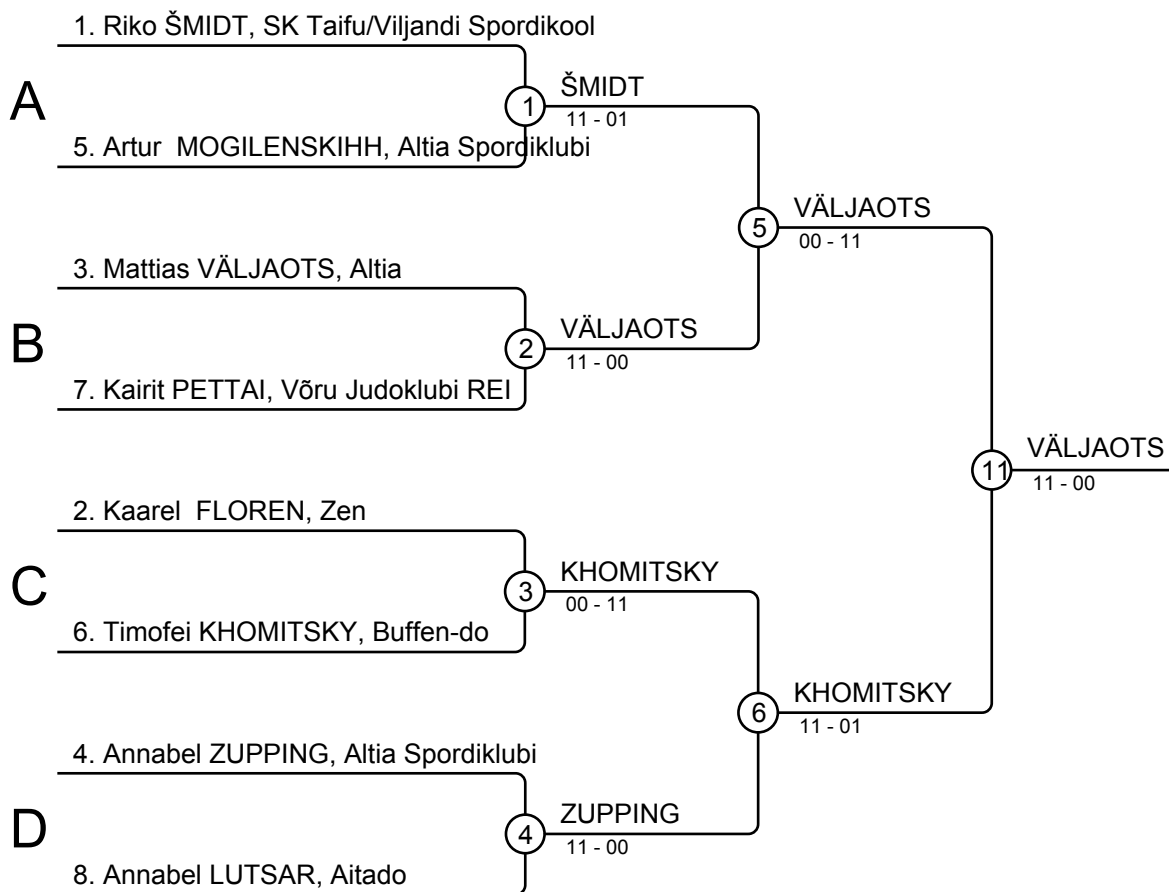 1. Riko ŠMIDT, SK Taifu/Viljandi Spordikool
A
1 ŠMIDT
11 - 01
5. Artur  MOGILENSKIHH, Altia Spordiklubi
5 VÄLJAOTS
00 - 11
3. Mattias VÄLJAOTS, Altia
B
2 VÄLJAOTS
11 - 00
7. Kairit PETTAI, Võru Judoklubi REI
11 VÄLJAOTS
11 - 00
2. Kaarel  FLOREN, Zen
C
3 KHOMITSKY
00 - 11
6. Timofei KHOMITSKY, Buffen-do
6 KHOMITSKY
11 - 01
4. Annabel ZUPPING, Altia Spordiklubi
D
4 ZUPPING
11 - 00
8. Annabel LUTSAR, Aitado